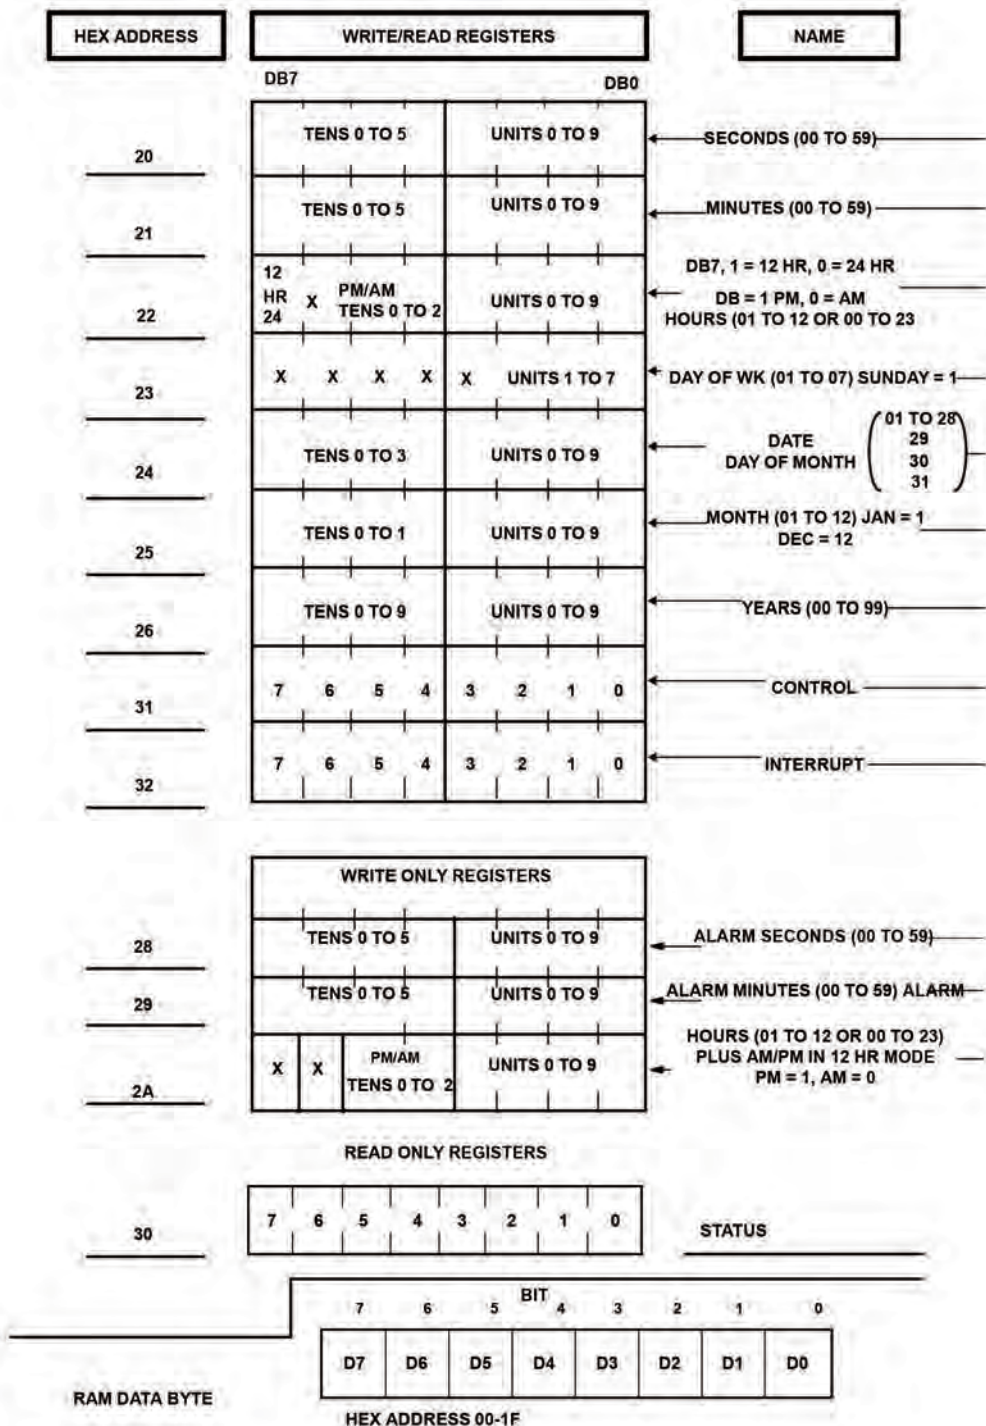 HEX ADDRESS WRITE/READ REGISTERS NAME
DB7 DB0
20 TENS 0 TO 5 UNITS 0 TO 9 SECONDS (00 TO 59)
21 TENS 0 TO 5 UNITS 0 TO 9 MINUTES (00 TO 59)
DB7, 1 = 12 HR, 0 = 24 HR
12
HR X PM/AM
24 TENS 0 TO 2 UNITS 0 TO 9
22
DB = 1 PM, 0 = AM
HOURS (01 TO 12 OR 00 TO 23
23 X X X X X UNITS 1 TO 7 DAY OF WK (01 TO 07) SUNDAY = 1
24 TENS 0 TO 3 UNITS 0 TO 9
DATE
DAY OF MONTH
01 TO 28
29
30
31
25 TENS 0 TO 1 UNITS 0 TO 9 MONTH (01 TO 12) JAN = 1
DEC = 12
26 TENS 0 TO 9 UNITS 0 TO 9 YEARS (00 TO 99)
31 7 6 5 4 3 2 1 0 CONTROL
32 7 6 5 4 3 2 1 0 INTERRUPT
WRITE ONLY REGISTERS
28 TENS 0 TO 5 UNITS 0 TO 9 ALARM SECONDS (00 TO 59)
29 TENS 0 TO 5 UNITS 0 TO 9 ALARM MINUTES (00 TO 59) ALARM
2A X X PM/AM
TENS 0 TO 2 UNITS 0 TO 9
HOURS (01 TO 12 OR 00 TO 23)
PLUS AM/PM IN 12 HR MODE
PM = 1, AM = 0
READ ONLY REGISTERS
30 7 6 5 4 3 2 1 0 STATUS
BIT
7 6 5 4 3 2 1 0
D7 D6 D5 D4 D3 D2 D1 D0
RAM DATA BYTE
HEX ADDRESS 00-1F